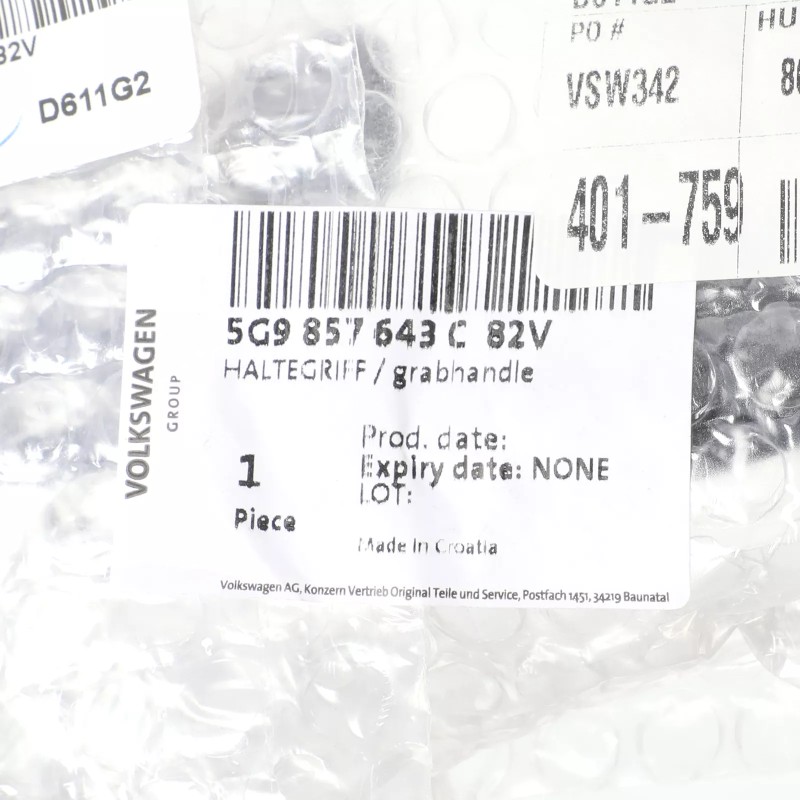 D611G2
PO #
HU
VSW342
401-759
VOLKSWAGEN
GROUP
5G9 857 643 C 82V
HALTEGRIFF / grabhandle
1
Piece
Prod. date:
Expiry date: NONE
LOT:
Made In Croatia
Volkswagen AG, Konzern Vertrieb Original Teile und Service, Postfach 1451, 34219 Baunatal